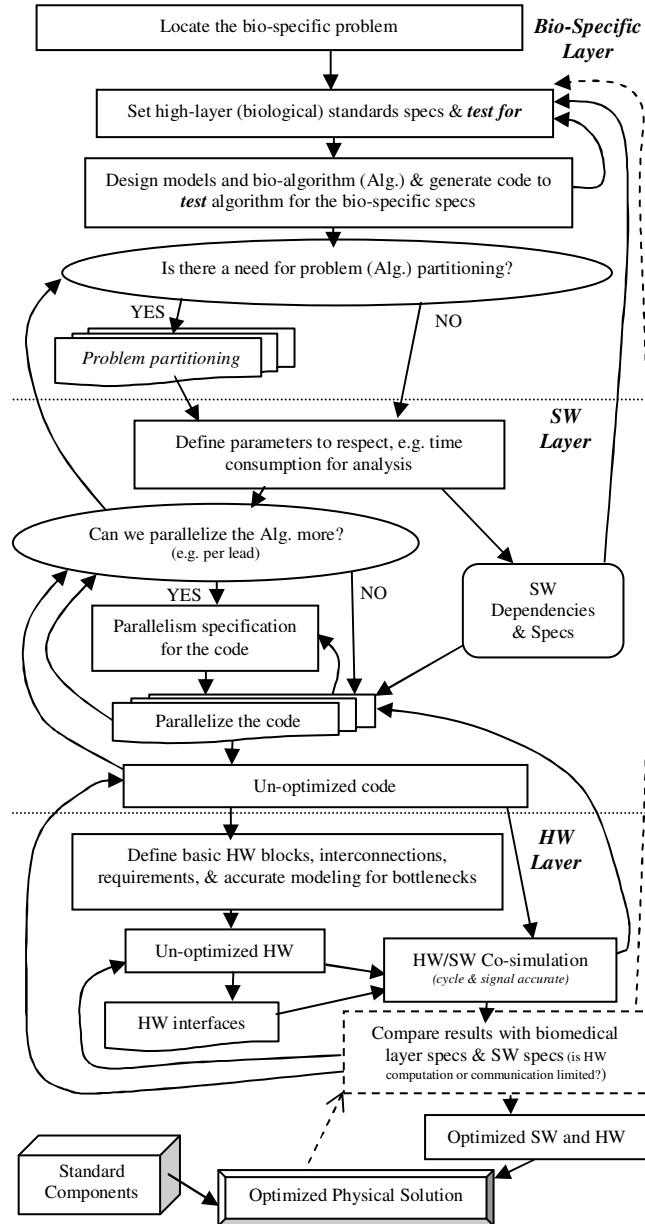 Locate the bio-specific problem
Bio-Specific
Layer
Set high-layer (biological) standards specs & test for
Design models and bio-algorithm (Alg.) & generate code to
test algorithm for the bio-specific specs
Is there a need for problem (Alg.) partitioning?
YES
NO
Problem partitioning
SW
Layer
Define parameters to respect, e.g. time
consumption for analysis
Can we parallelize the Alg. more?
(e.g. per lead)
YES
NO
SW
Dependencies
& Specs
Parallelism specification
for the code
Parallelize the code
Un-optimized code
HW
Layer
Define basic HW blocks, interconnections,
requirements, & accurate modeling for bottlenecks
Un-optimized HW
HW/SW Co-simulation
(cycle & signal accurate)
HW interfaces
Compare results with biomedical
layer specs & SW specs (is HW
computation or communication limited?)
Optimized SW and HW
Standard
Components
Optimized Physical Solution